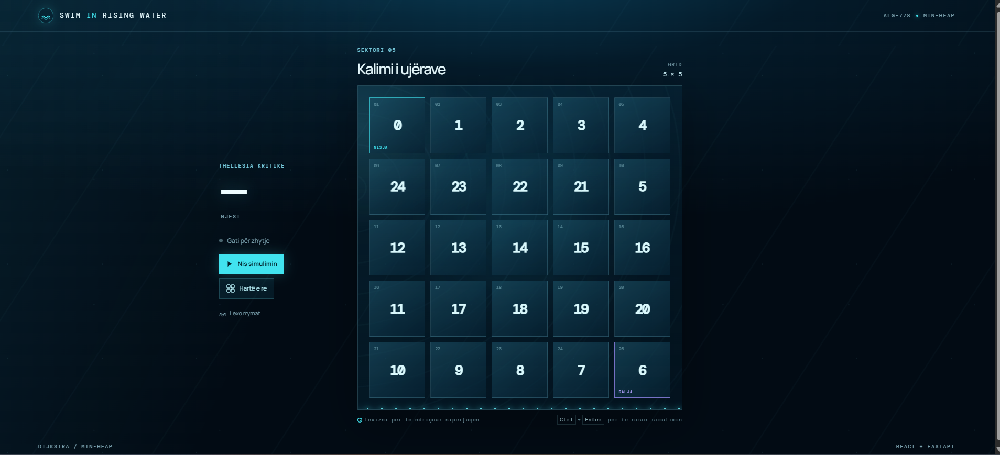 SWIM IN RISING WATER
ALG-778 • MIN-HEAP
SEKTORI 05
Kalimi i ujërave
GRID
5 × 5
THELLËSIA KRITIKE
—
NJËSI
Gati për zhytje
Nis simulimin
Hartë e re
Lexo rrymat
01 02 03 04 05
0 1 2 3 4
NISJA
06 07 08 09 10
24 23 22 21 5
11 12 13 14 15
12 13 14 15 16
16 17 18 19 20
11 17 18 19 20
21 22 23 24 25
10 9 8 7 6
DALJA
Lëvizni për të ndriçuar sipërfaqen
Ctrl + Enter për të nisur simulimin
DIJKSTRA / MIN-HEAP
REACT + FASTAPI